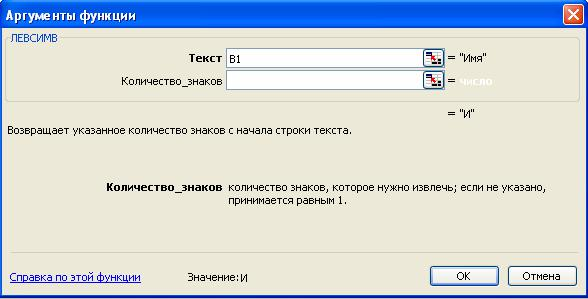 Аргументы функции
ЛЕВСИМВ
Текст B1 = "Имя"
Количество_знаков = число
= "И"
Возвращает указанное количество знаков с начала строки текста.
Количество_знаков количество знаков, которое нужно извлечь; если не указано,
принимается равным 1.
Справка по этой функции Значение:И OK Отмена